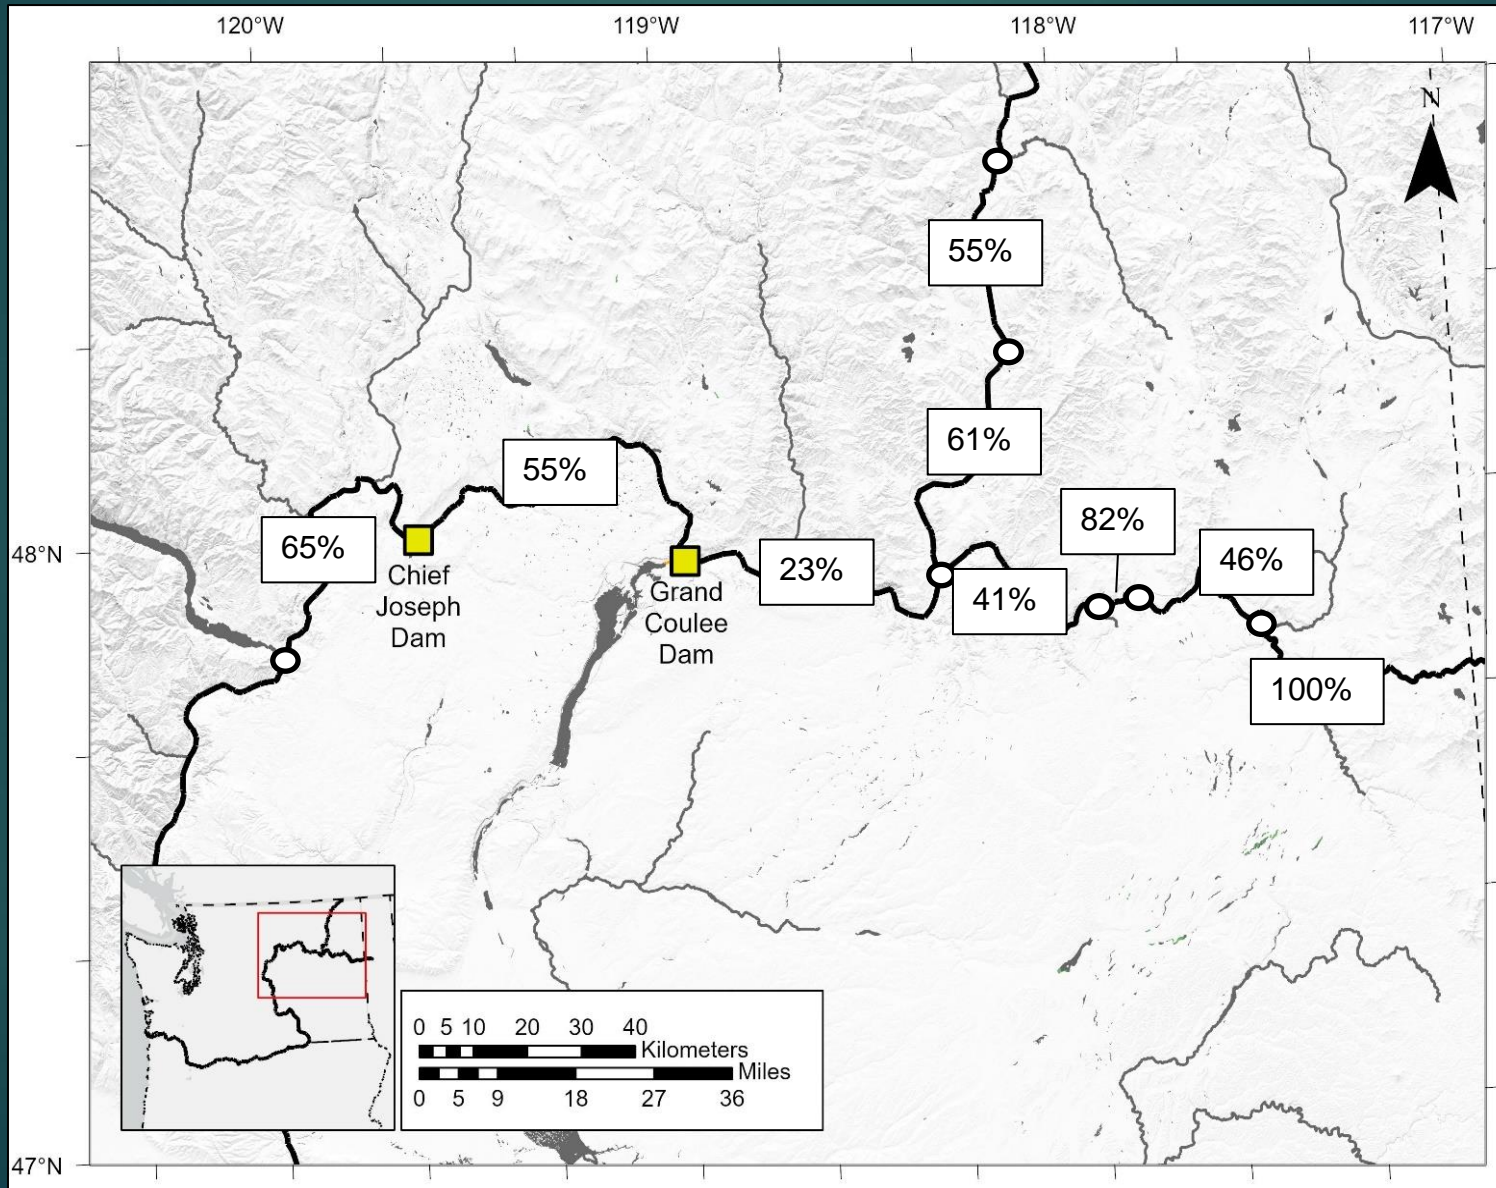 120°W
119°W
118°W
117°W
N
55%
61%
55%
82%
48°N
65%
23%
46%
Chief
Joseph
Dam
Grand
Coulee
Dam
41%
100%
0 5 10 20 30 40
Kilometers
Miles
0 5 9 18 27 36
47°N